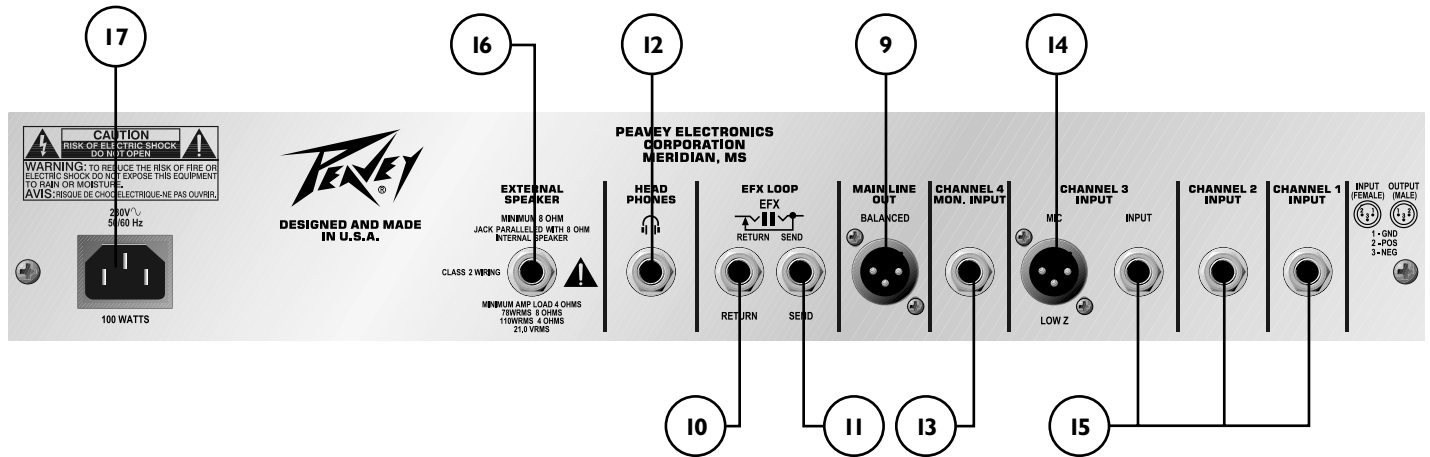 17
16
12
9
14
CAUTION
RISK OF ELECTRIC SHOCK
DO NOT OPEN
WARNING: TO REDUCE THE RISK OF FIRE OR
ELECTRIC SHOCK DO NOT EXPOSE THIS EQUIPMENT
TO RAIN OR MOISTURE.
AVIS: RISQUE DE CHOC ELECTRIQUE-NE PAS OUVRIR.
230V
50/60 Hz
100 WATTS
PEAVEY
®
DESIGNED AND MADE
IN U.S.A.
PEAVEY ELECTRONICS
CORPORATION
MERIDIAN, MS
EXTERNAL
SPEAKER
MINIMUM 8 OHM
JACK PARALLELED WITH 8 OHM
INTERNAL SPEAKER
CLASS 2 WIRING
MINIMUM AMP LOAD 4 OHMS
78WRMS 8 OHMS
110WRMS 4 OHMS
21,0 VRMS
HEAD
PHONES
EFX LOOP
EFX
RETURN SEND
RETURN SEND
MAIN LINE
OUT
BALANCED
CHANNEL 4
MON. INPUT
CHANNEL 3
INPUT
MIC INPUT
LOW Z
CHANNEL 2
INPUT
CHANNEL 1
INPUT
INPUT
(FEMALE)
OUTPUT
(MALE)
1 - GND
2 - POS
3 - NEG
10
11
13
15